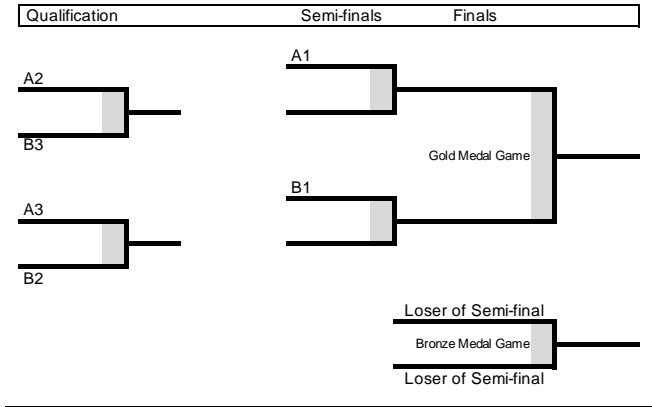 Qualification Semi-finals Finals
A1
A2
B3
Gold Medal Game
B1
A3
B2
Loser of Semi-final
Bronze Medal Game
Loser of Semi-final